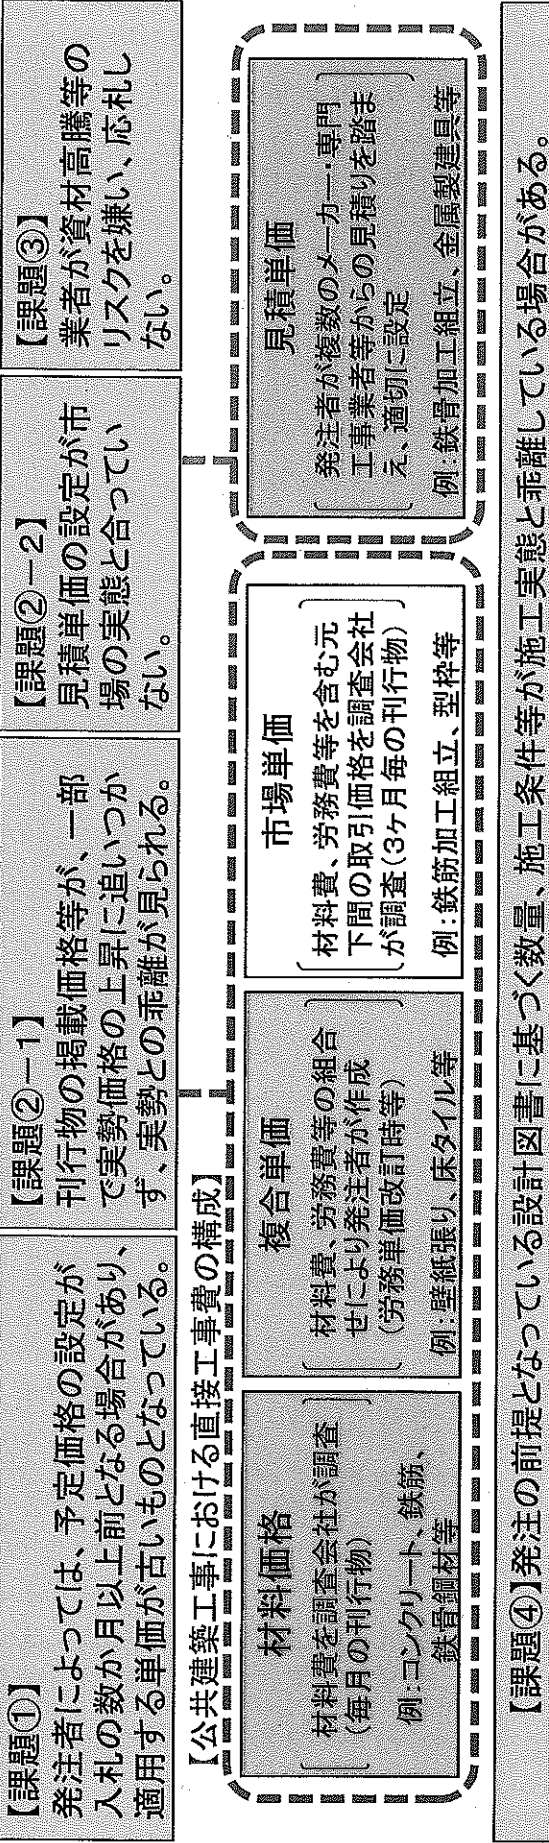 【課題①】
発注者によっては、予定価格の設定が
入札の数か月以上前となる場合があり、
適用する単価が古いものとなっている。
【課題②－1】
刊行物の掲載価格等が、一部
で実勢価格の上昇に追いつか
ず、実勢との乖離が見られる。
【課題②－2】
見積単価の設定が市
場の実態と合ってい
ない。
【課題③】
業者が資材高騰等の
リスクを嫌い、応札し
ない。
【公共建築工事における直接工事費の構成】
材料価格
材料費を調査会社が調査
(毎月の刊行物)
例:コンクリート、鉄筋、
鉄骨鋼材等
複合単価
材料費、労務費等の組合
せにより発注者が作成
(労務単価改訂時等)
例:壁紙張り、床タイル等
市場単価
材料費、労務費等を含む元
下間の取引価格を調査会社
が調査(3ヶ月毎の刊行物)
例:鉄筋加工組立、型枠等
見積単価
発注者が複数のメーカー・専門
工事業者等からの見積りを踏ま
え、適切に設定
例:鉄骨加工組立、金属製建具等
【課題④】発注の前提となっている設計図書に基づく数量、施工条件等が施工実態と乖離している場合がある。